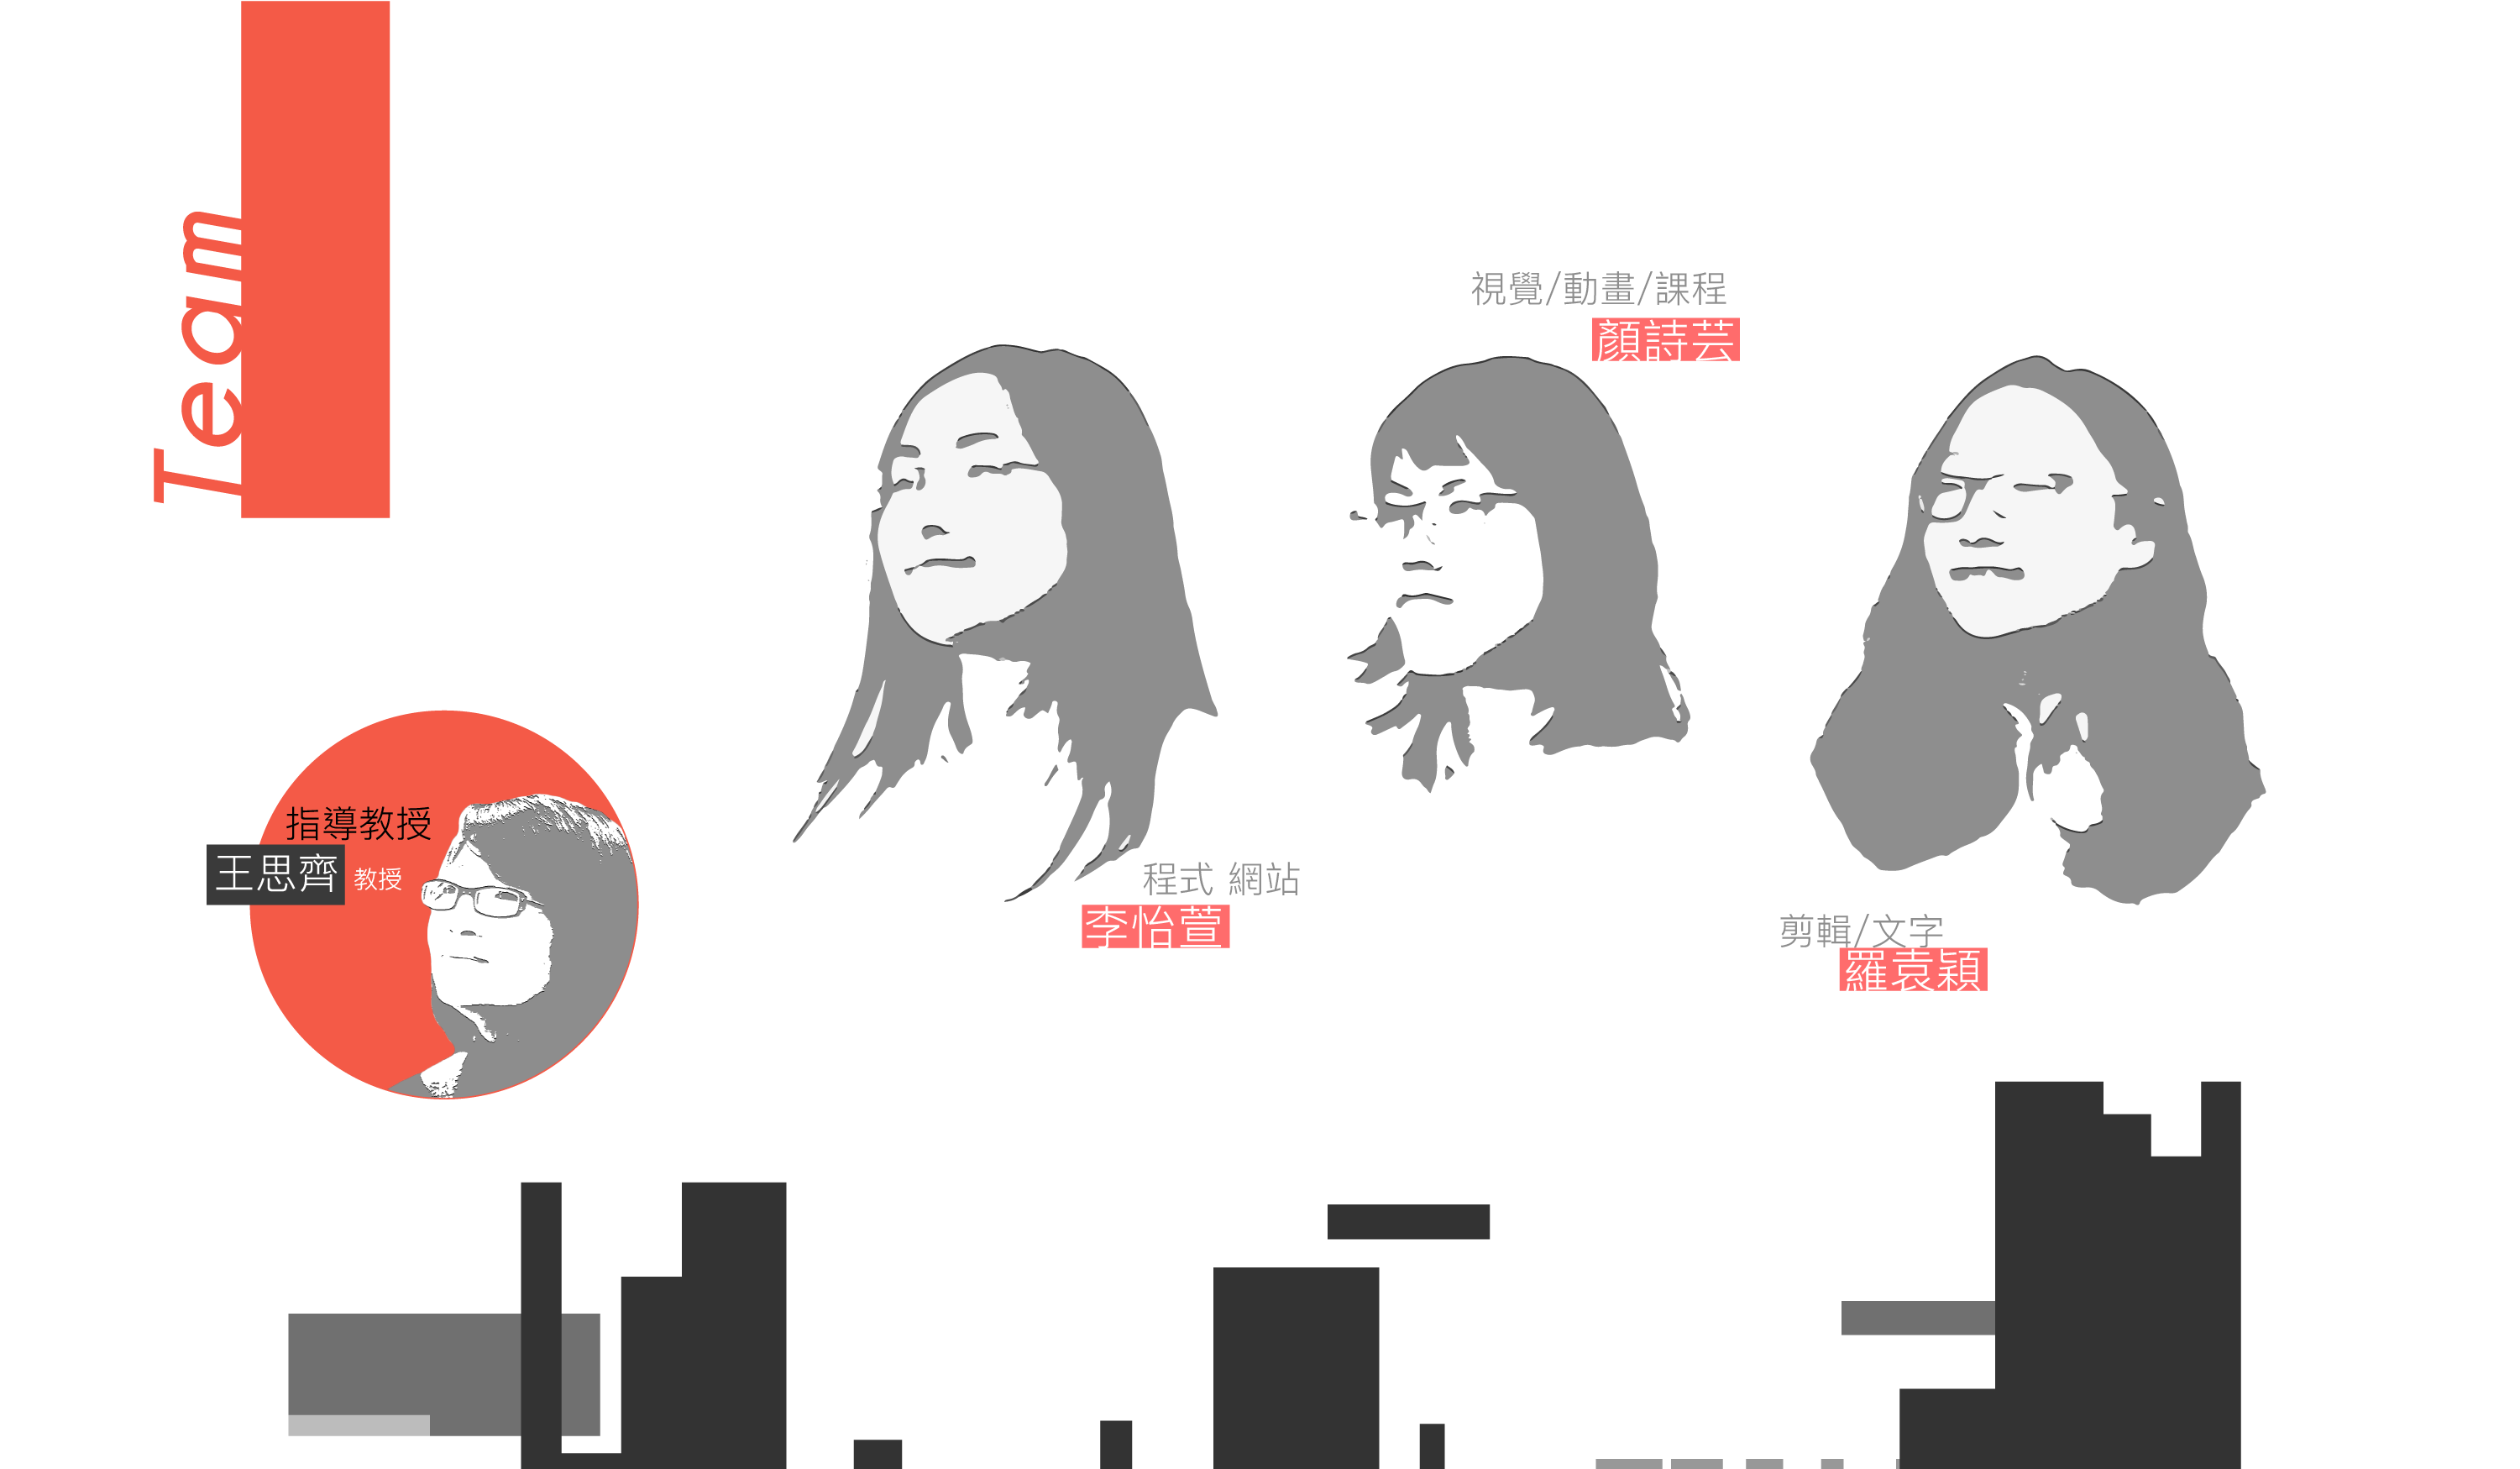 Team
視覺/動畫/課程
顏詩芸
指導教授
王思齊 教授
程式 網站
李怡萱
剪輯/文字
羅袁穎